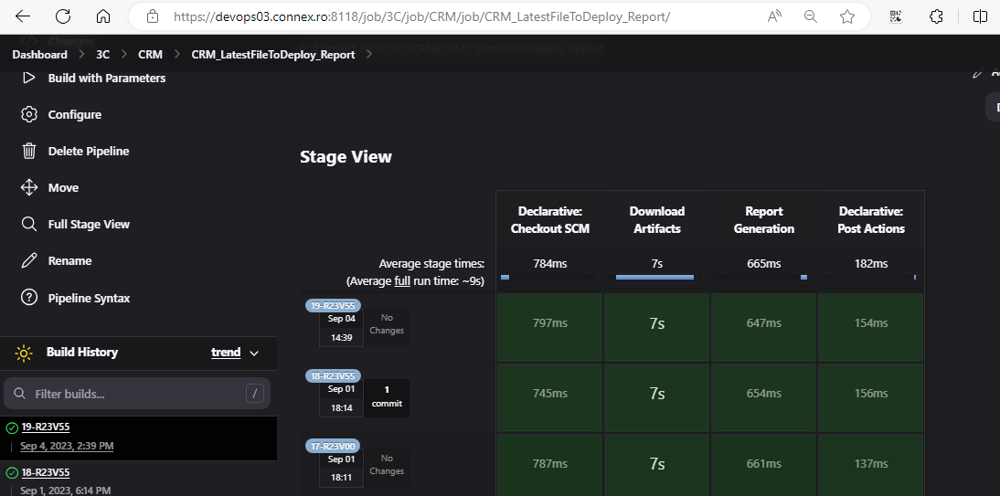 https://devops03.connex.ro:8118/job/3C/job/CRM/job/CRM_LatestFileToDeploy_Report/
Changes
Dashboard
3C
CRM
CRM_LatestFileToDeploy_Report
Build with Parameters
Configure
Delete Pipeline
Move
Full Stage View
Rename
Pipeline Syntax
Build History
trend
Filter builds...
/
19-R23V55
Sep 4, 2023, 2:39 PM
18-R23V55
Sep 1, 2023, 6:14 PM
Stage View
Declarative:
Checkout SCM
Download
Artifacts
Report
Generation
Declarative:
Post Actions
Average stage times:
(Average full run time: ~9s)
784ms
7s
665ms
182ms
19-R23V55
Sep 04
14:39
No
Changes
797ms
7s
647ms
154ms
18-R23V55
Sep 01
18:14
1
commit
745ms
7s
654ms
156ms
17-R23V00
Sep 01
18:11
No
Changes
787ms
7s
661ms
137ms